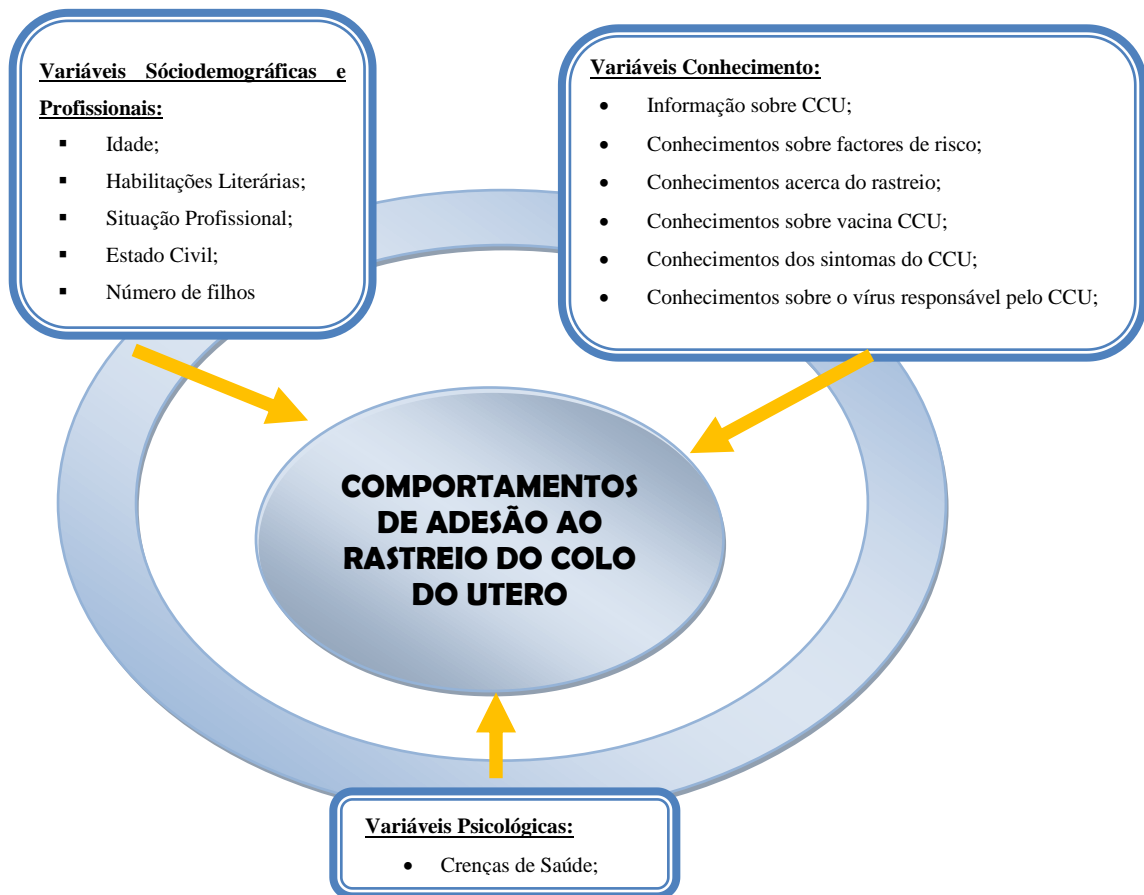 Variáveis Sóciodemográficas e
Profissionais:
▪ Idade;
▪ Habilitações Literárias;
▪ Situação Profissional;
▪ Estado Civil;
▪ Número de filhos
Variáveis Conhecimento:
• Informação sobre CCU;
• Conhecimentos sobre factores de risco;
• Conhecimentos acerca do rastreio;
• Conhecimentos sobre vacina CCU;
• Conhecimentos dos sintomas do CCU;
• Conhecimentos sobre o vírus responsável pelo CCU;
COMPORTAMENTOS
DE ADESÃO AO
RASTREIO DO COLO
DO UTERO
Variáveis Psicológicas:
• Crenças de Saúde;